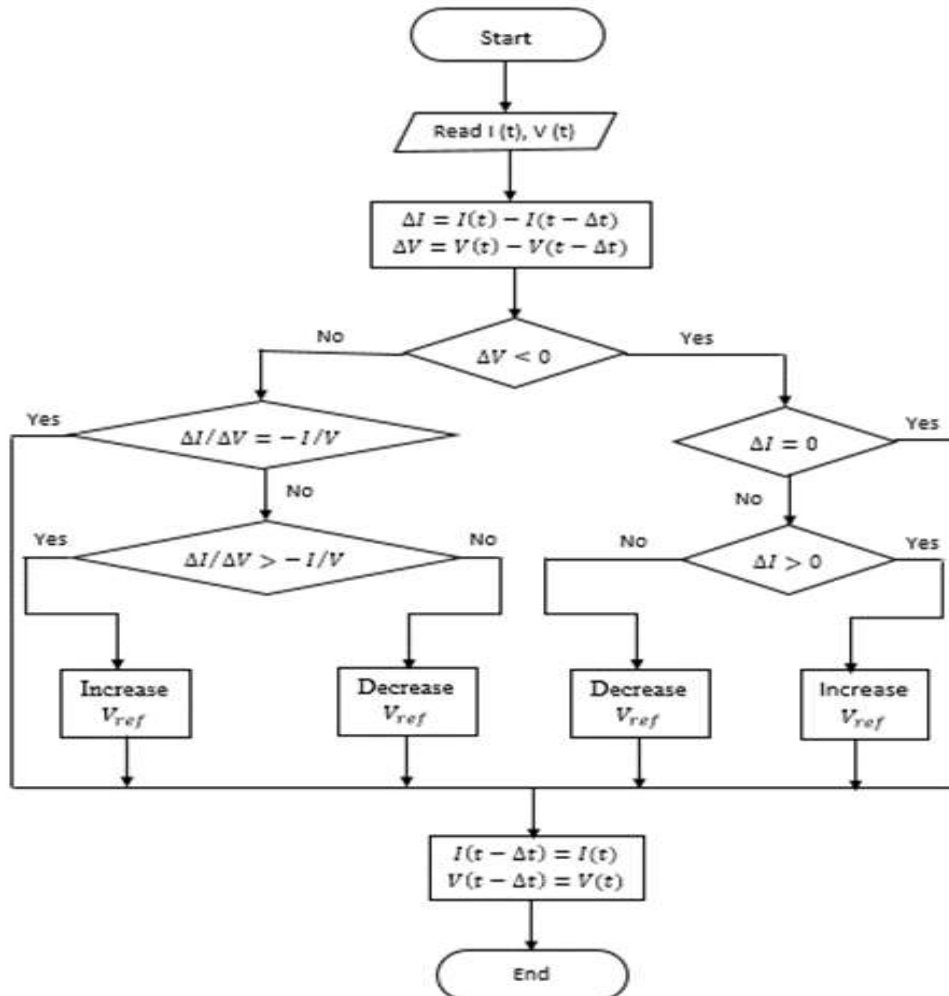 Start
Read I (t), V (t)
ΔI = I(t) − I(t − Δt)
ΔV = V(t) − V(t − Δt)
No
ΔV < 0
Yes
Yes
ΔI/ΔV = −I/V
ΔI = 0
Yes
No
No
Yes
ΔI/ΔV > −I/V
No
No
ΔI > 0
Yes
Increase
V_ref
Decrease
V_ref
Decrease
V_ref
Increase
V_ref
I(t − Δt) = I(t)
V(t − Δt) = V(t)
End